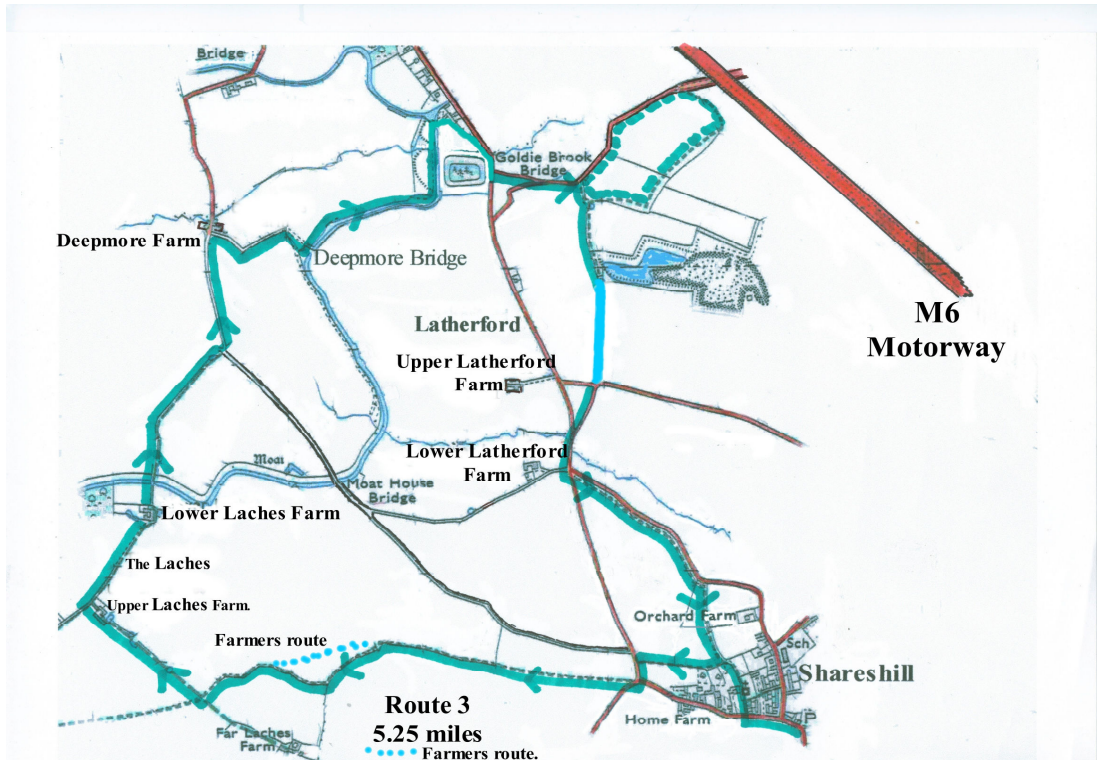 Bridge
Goldie Brook
Bridge
Deepmore Farm
Deepmore Bridge
M6
Motorway
Latherford
Upper Latherford
Farm
Lower Latherford
Farm
Moat
Moat House
Bridge
Lower Laches Farm
The Laches
Upper Laches Farm.
Orchard Farm
Farmers route
Sch
Shareshill
Route 3
5.25 miles
Farmers route.
Home Farm
P
Far Laches
Farm